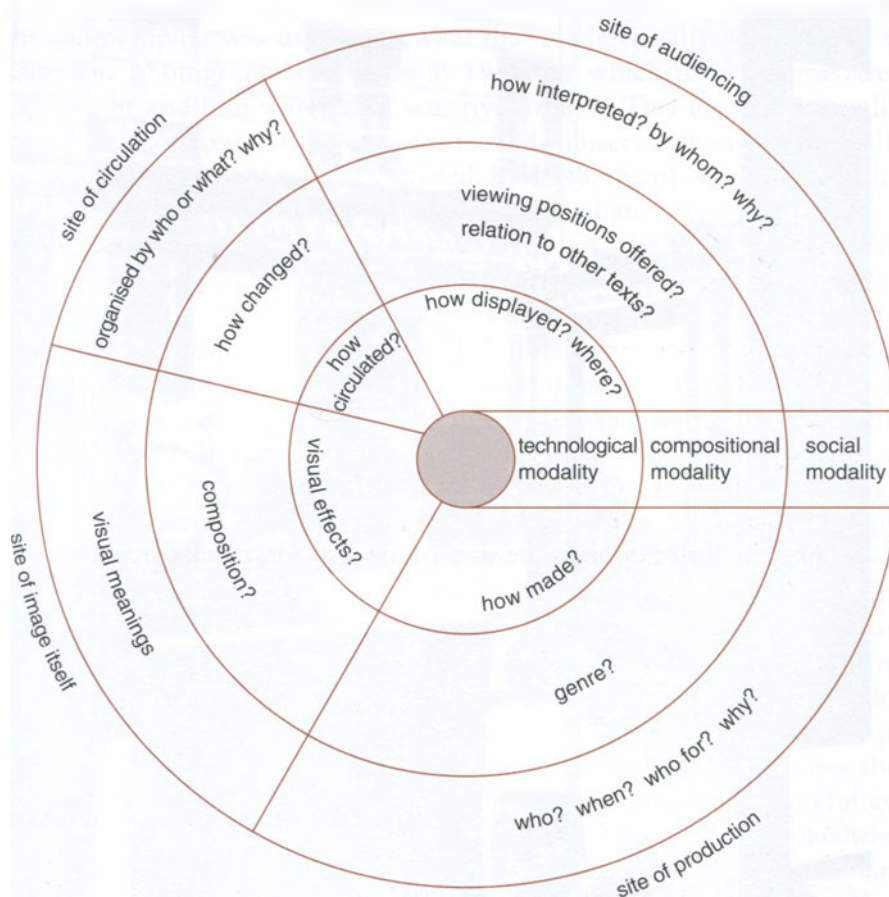 site of audiencing
how interpreted? by whom? why?
viewing positions offered?
relation to other texts?
how displayed? where?
site of circulation
organised by who or what? why?
how changed?
how
circulated?
technological
modality
compositional
modality
social
modality
site of image itself
visual meanings
composition?
visual effects?
how made?
genre?
who? when? who for? why?
site of production